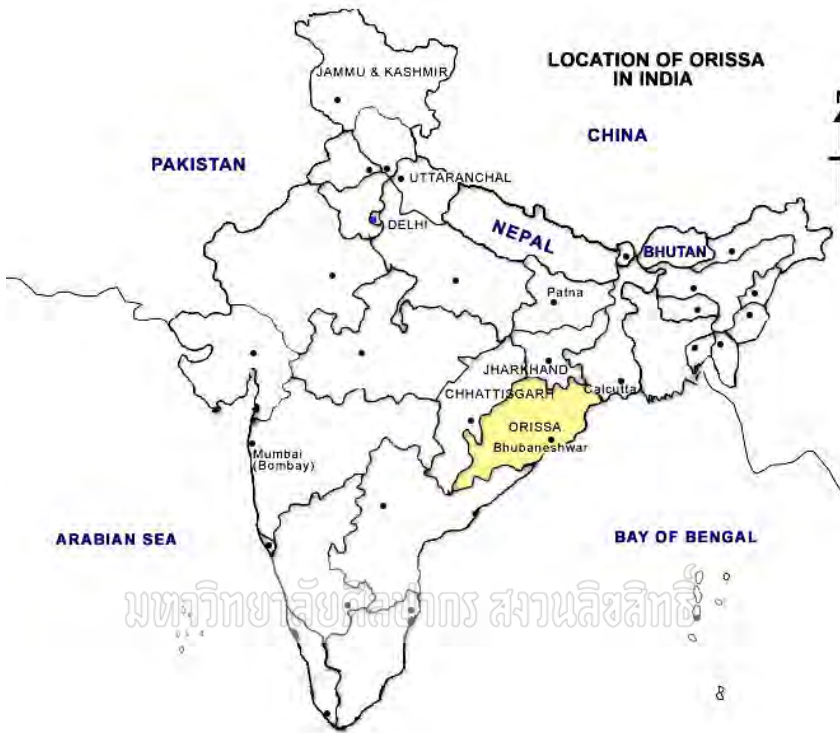 LOCATION OF ORISSA
IN INDIA
N
JAMMU & KASHMIR
CHINA
PAKISTAN
UTTARANCHAL
DELHI
NEPAL
BHUTAN
Patna
JHARKHAND
CHHATTISGARH
Calcutta
ORISSA
Bhubaneshwar
Mumbai
(Bombay)
ARABIAN SEA
BAY OF BENGAL
มหาวิทยาลัยศิลปากร สงวนลิขสิทธิ์